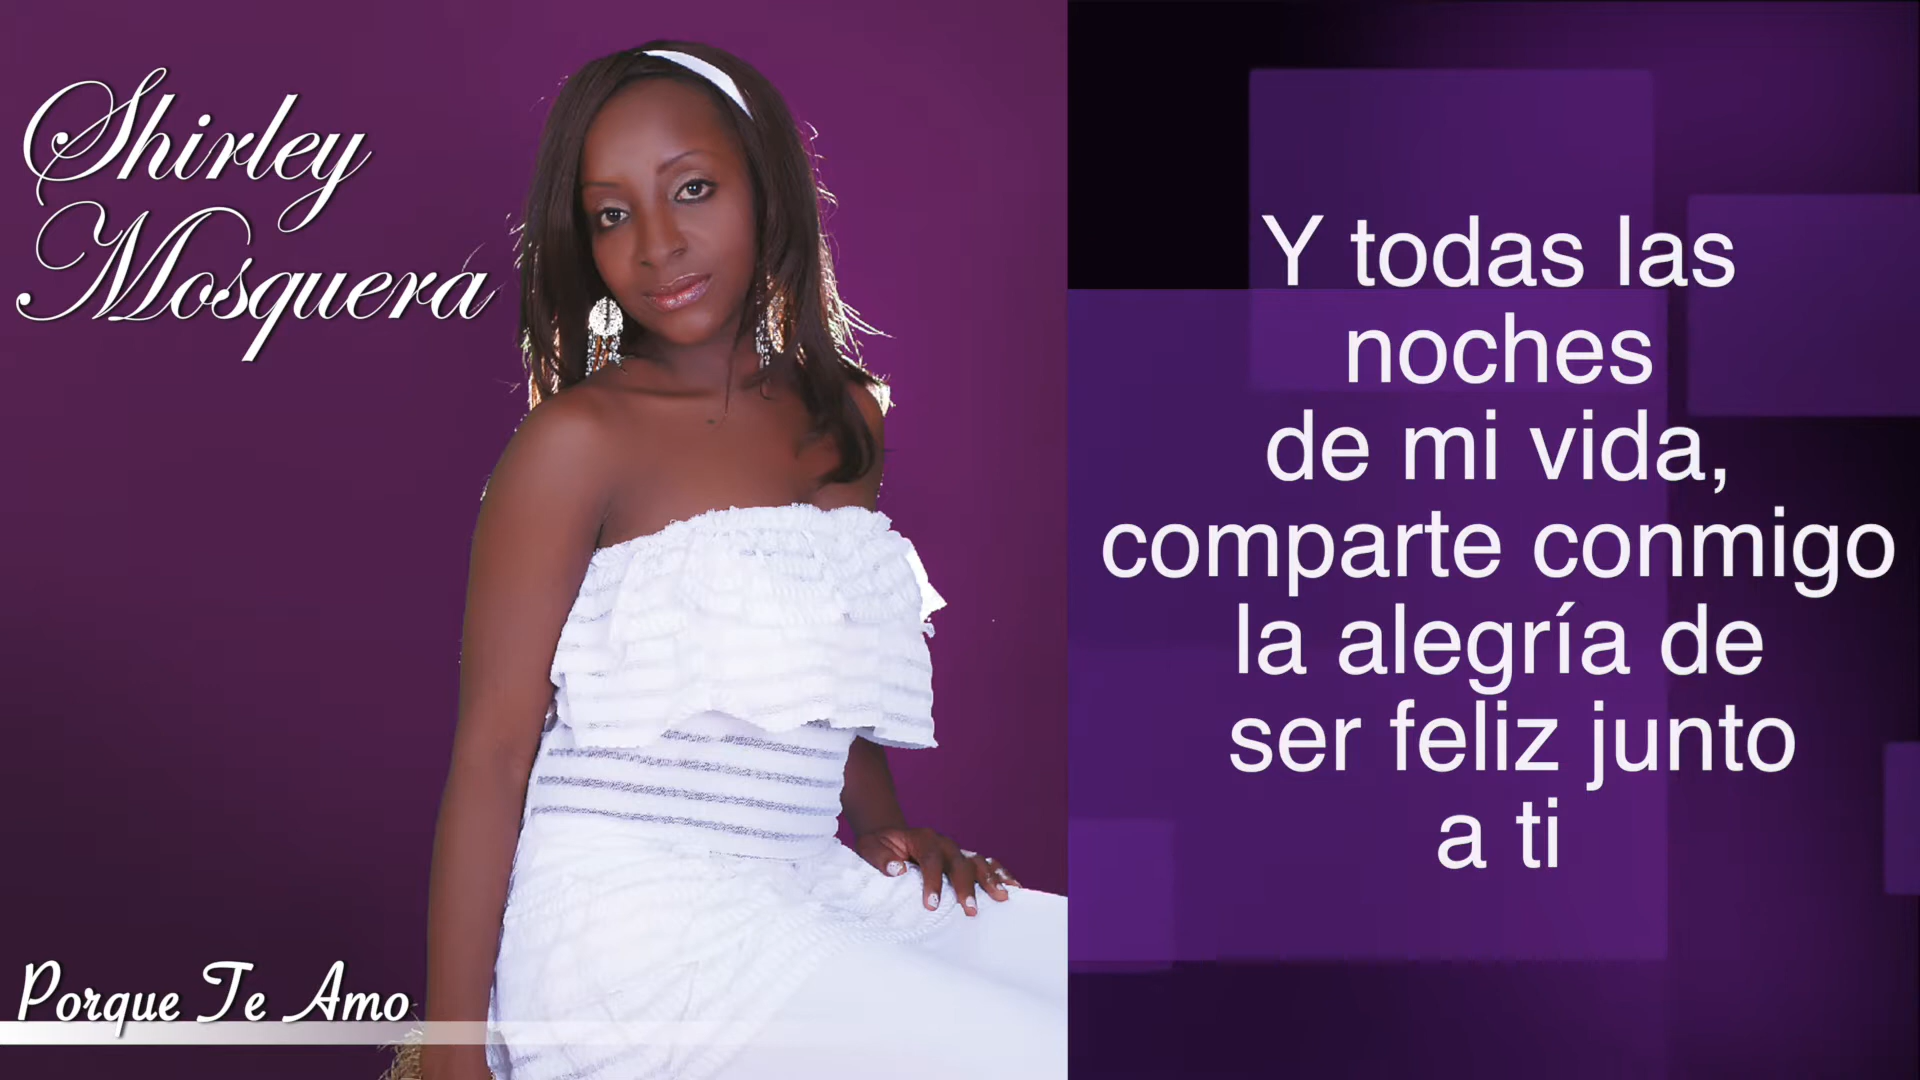 Shirley
Mosquera
Porque Te Amo
Y todas las
noches
de mi vida,
comparte conmigo
la alegría de
ser feliz junto
a ti